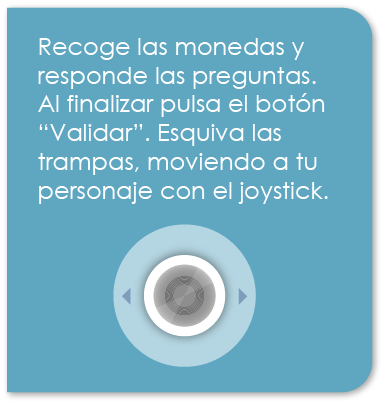 Recoge las monedas y
responde las preguntas.
Al finalizar pulsa el botón
“Validar”. Esquiva las
trampas, moviendo a tu
personaje con el joystick.